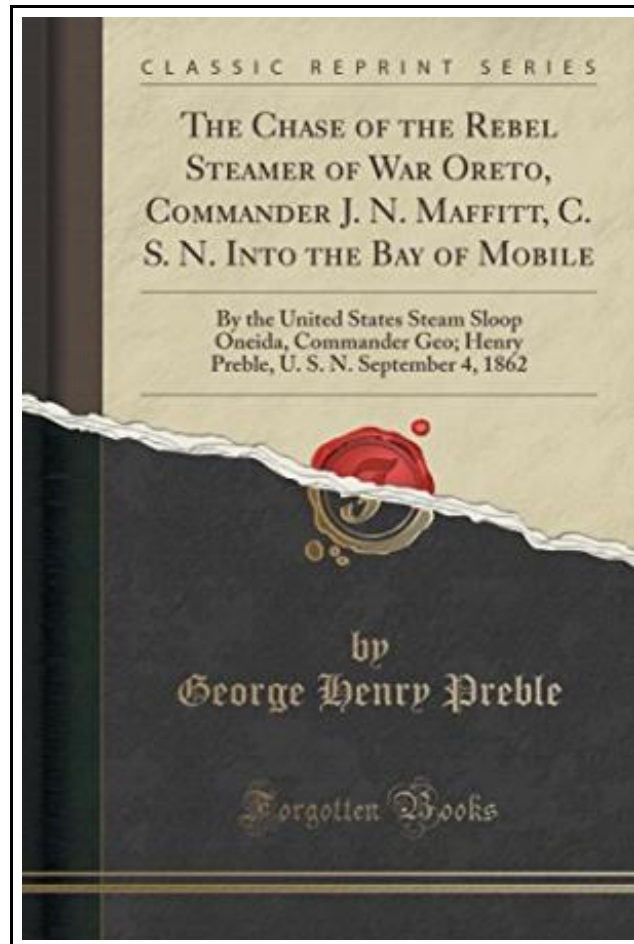 CLASSIC REPRINT SERIES
THE CHASE OF THE REBEL
STEAMER OF WAR ORETO,
COMMANDER J. N. MAFFITT, C.
S. N. INTO THE BAY OF MOBILE
By the United States Steam Sloop
Oneida, Commander Geo; Henry
Preble, U. S. N. September 4, 1862
by
George Henry Preble
Forgotten Books